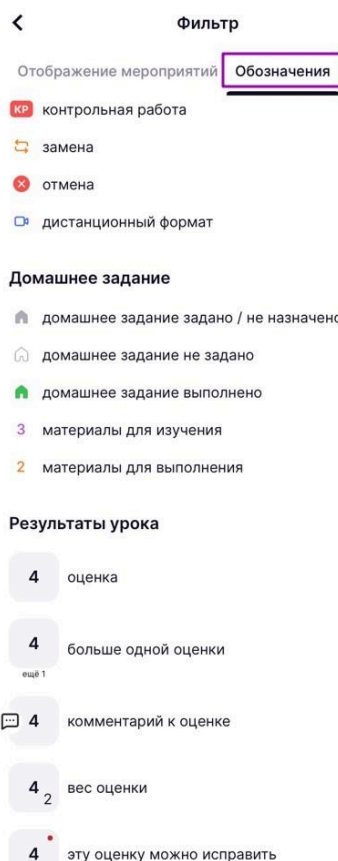 Фильтр
Отображение мероприятий Обозначения
КР контрольная работа
замена
отмена
дистанционный формат
Домашнее задание
домашнее задание задано / не назначено
домашнее задание не задано
домашнее задание выполнено
3 материалы для изучения
2 материалы для выполнения
Результаты урока
4 оценка
4 больше одной оценки
ещё 1
4 комментарий к оценке
4 2 вес оценки
4 эту оценку можно исправить